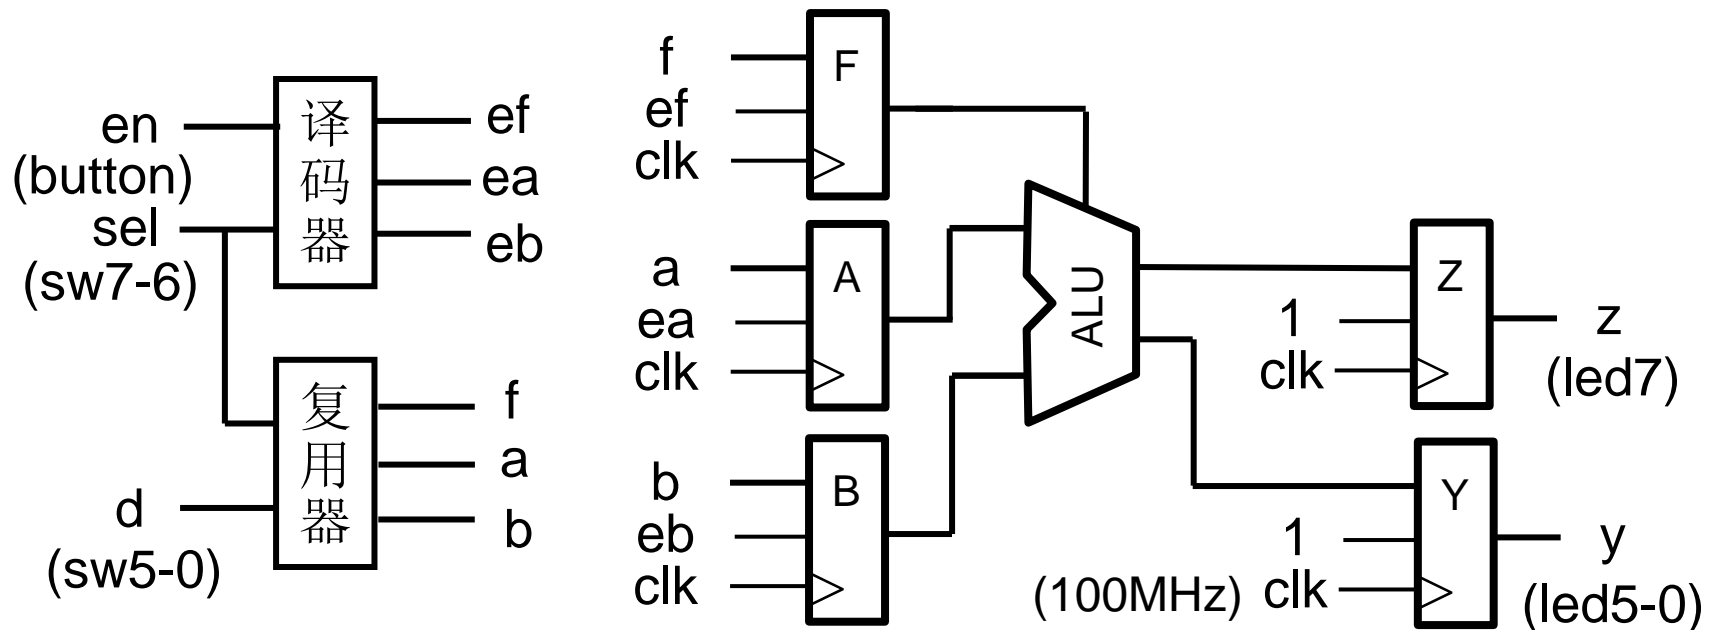 en
(button)
sel
(sw7-6)
译码器
ef
ea
eb
d
(sw5-0)
复用器
f
a
b
f
ef
clk
F
a
ea
clk
A
b
eb
clk
B
ALU
1
clk
Z
z
(led7)
1
(100MHz) clk
Y
y
(led5-0)